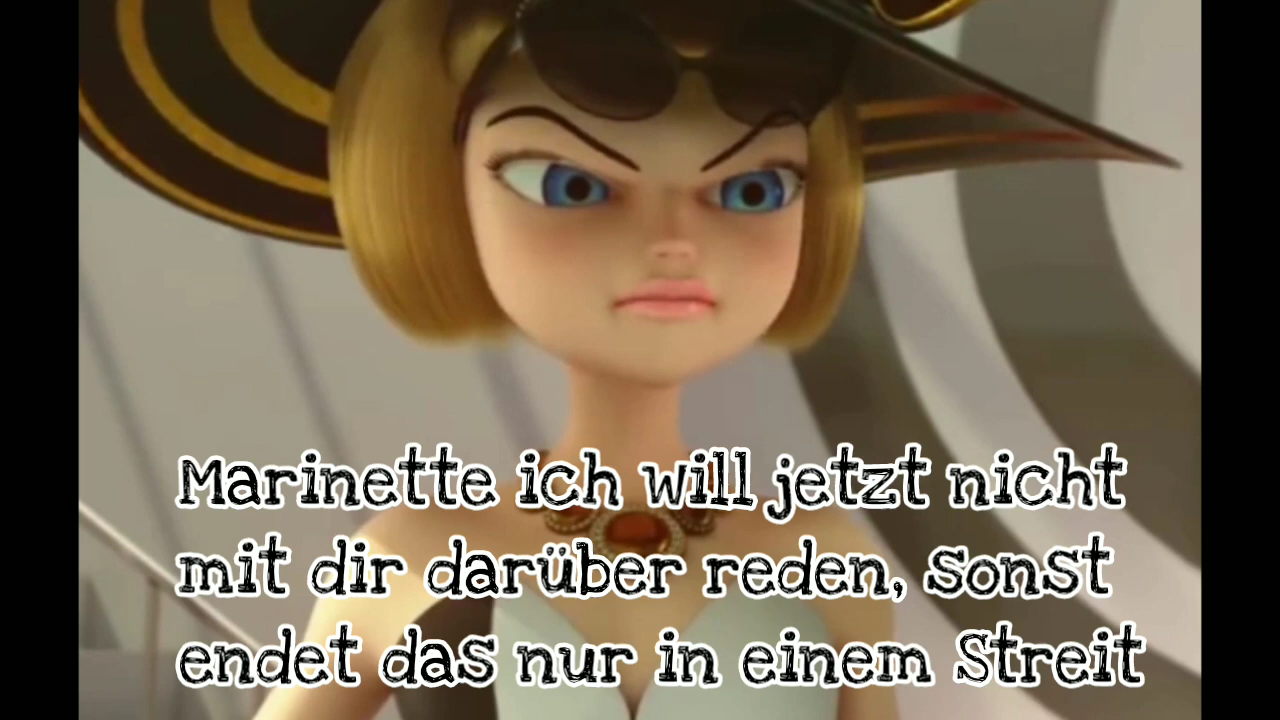 Marinette ich will jetzt nicht
mit dir darüber reden, sonst
endet das nur in einem Streit